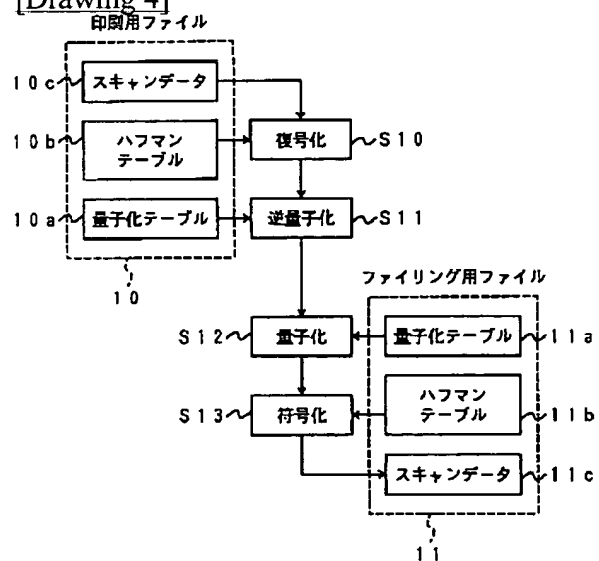 [Drawing 4]
印刷用ファイル
10c スキャンデータ
10b ハフマン
テーブル
復号化 S10
10a 量子化テーブル 逆量子化 S11
10
ファイリング用ファイル
S12 量子化 量子化テーブル 11a
S13 符号化
ハフマン
テーブル 11b
スキャンデータ 11c
11